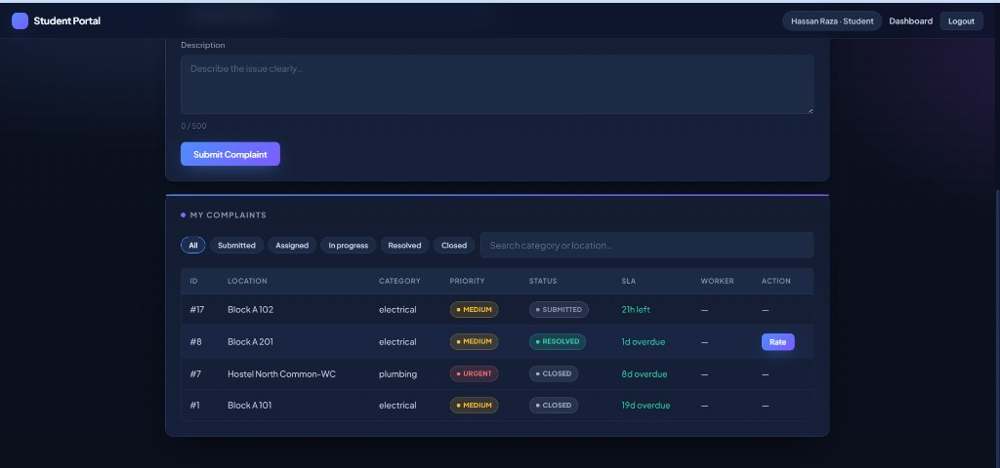 Student Portal
Hassan Raza · Student Dashboard Logout
Description
Describe the issue clearly...
0 / 500
Submit Complaint
MY COMPLAINTS
All Submitted Assigned In progress Resolved Closed Search category or location...
ID LOCATION CATEGORY PRIORITY STATUS SLA WORKER ACTION
#17 Block A 102 electrical MEDIUM SUBMITTED 21h left — —
#8 Block A 201 electrical MEDIUM RESOLVED 1d overdue — Rate
#7 Hostel North Common-WC plumbing URGENT CLOSED 8d overdue — —
#1 Block A 101 electrical MEDIUM CLOSED 19d overdue — —